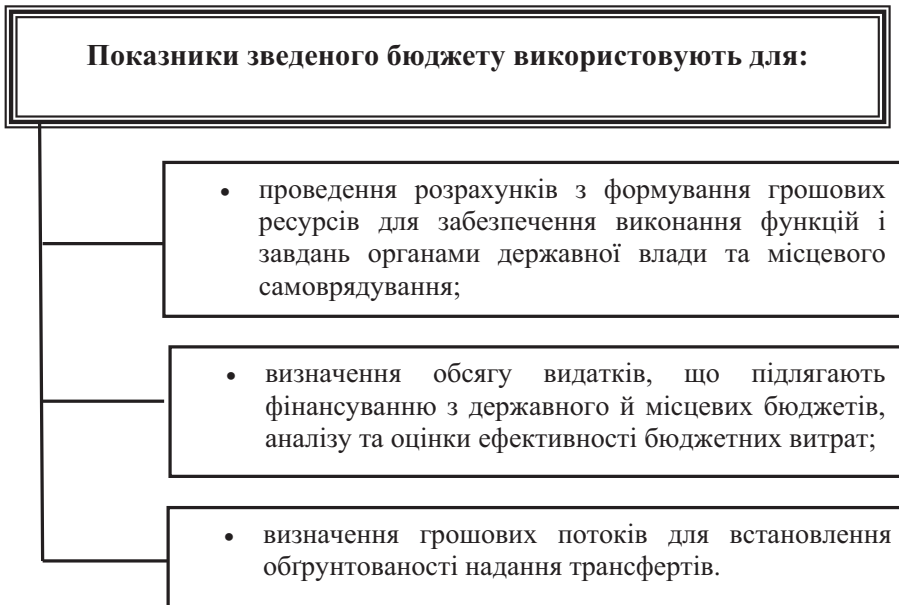 Показники зведеного бюджету використовують для:
• проведення розрахунків з формування грошових
ресурсів для забезпечення виконання функцій і
завдань органами державної влади та місцевого
самоврядування;
• визначення обсягу видатків, що підлягають
фінансуванню з державного й місцевих бюджетів,
аналізу та оцінки ефективності бюджетних витрат;
• визначення грошових потоків для встановлення
обґрунтованості надання трансфертів.